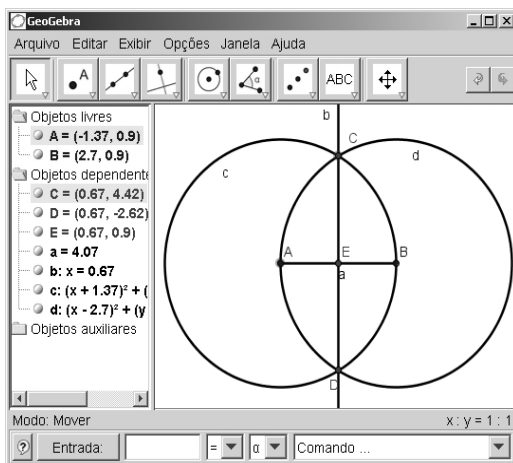 GeoGebra
Arquivo Editar Exibir Opções Janela Ajuda
A
α
ABC
Objetos livres
A = (-1.37, 0.9)
B = (2.7, 0.9)
Objetos dependente
C = (0.67, 4.42)
D = (0.67, -2.62)
E = (0.67, 0.9)
a = 4.07
b: x = 0.67
c: (x + 1.37)² + (
d: (x - 2.7)² + (y
Objetos auxiliares
b
C
c
d
A
E
B
a
D
Modo: Mover
x : y = 1 : 1
? Entrada: = α Comando ...